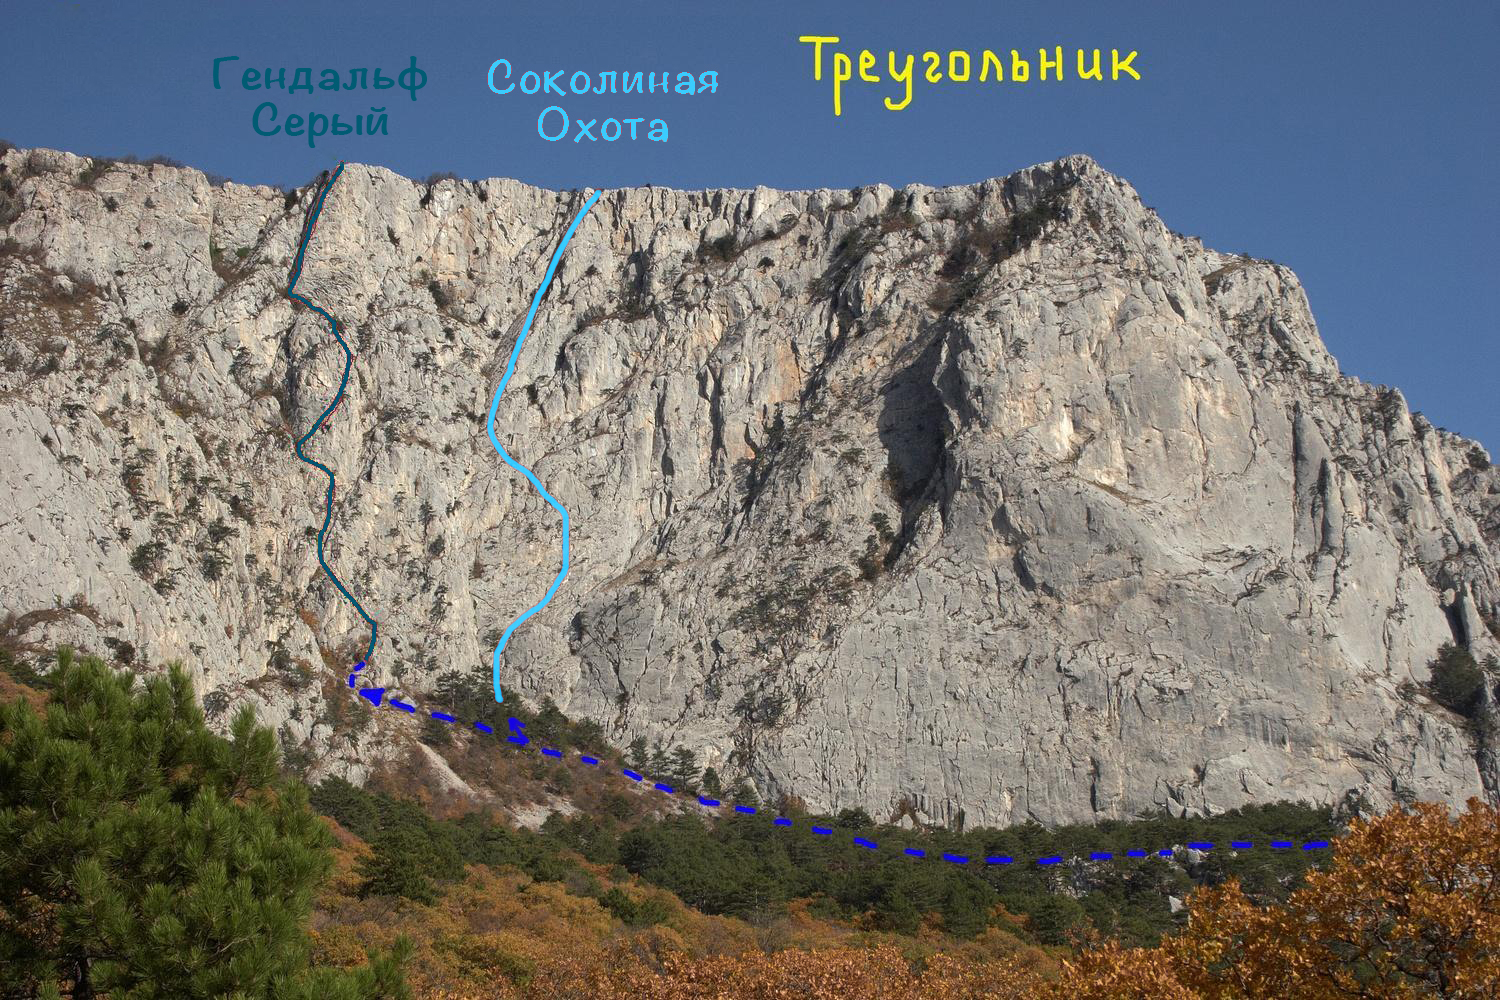 Гендальф
Серый
Соколиная
Охота
Треугольник